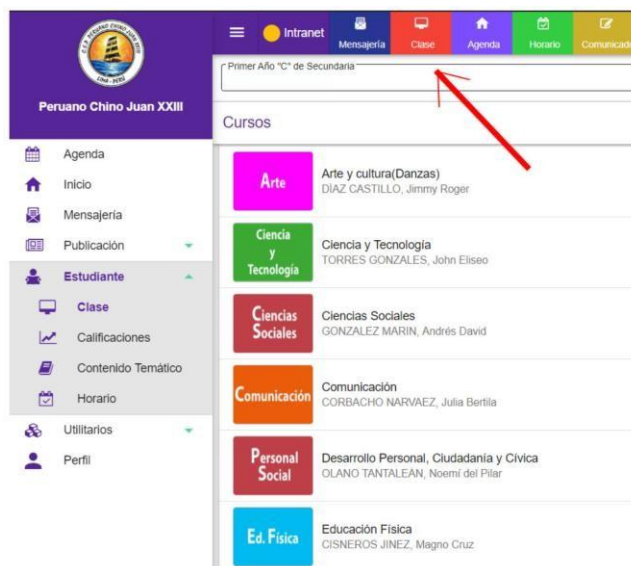 Peruano Chino Juan XXIII
Agenda
Inicio
Mensajería
Publicación
Estudiante
Clase
Calificaciones
Contenido Temático
Horario
Utilitarios
Perfil
Intranet
Mensajería
Clase
Agenda
Horario
Comunicado
Primer Año "C" de Secundaria
Cursos
Arte
Arte y cultura(Danzas)
DÍAZ CASTILLO, Jimmy Roger
Ciencia
y
Tecnología
Ciencia y Tecnología
TORRES GONZALES, John Eliseo
Ciencias
Sociales
Ciencias Sociales
GONZALEZ MARIN, Andrés David
Comunicación
Comunicación
CORBACHO NARVAEZ, Julia Bertila
Personal
Social
Desarrollo Personal, Ciudadanía y Cívica
OLANO TANTALEAN, Noemí del Pilar
Ed. Física
Educación Física
CISNEROS JINEZ, Magno Cruz